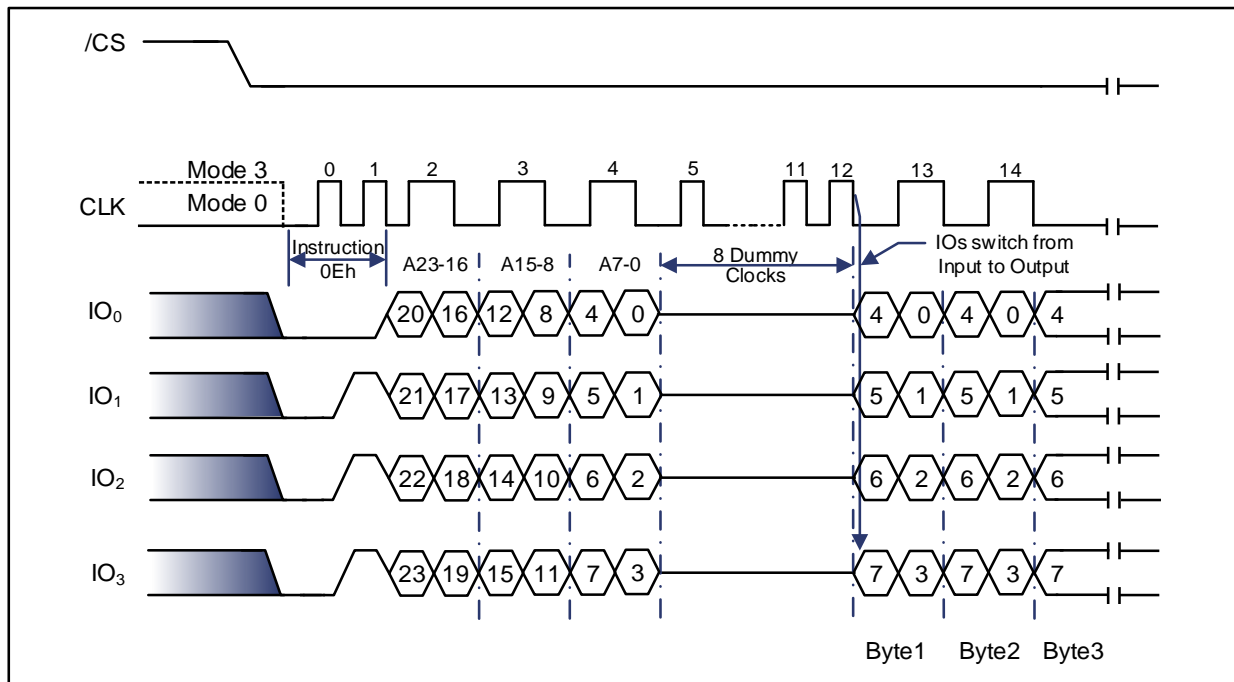 /CS
Mode 3
0 1 2 3 4 5 11 12 13 14
CLK
Mode 0
Instruction
0Eh
A23-16 A15-8 A7-0
8 Dummy
Clocks
IOs switch from
Input to Output
IO0 20 16 12 8 4 0 4 0 4 0 4
IO1 21 17 13 9 5 1 5 1 5 1 5
IO2 22 18 14 10 6 2 6 2 6 2 6
IO3 23 19 15 11 7 3 7 3 7 3 7
Byte1 Byte2 Byte3